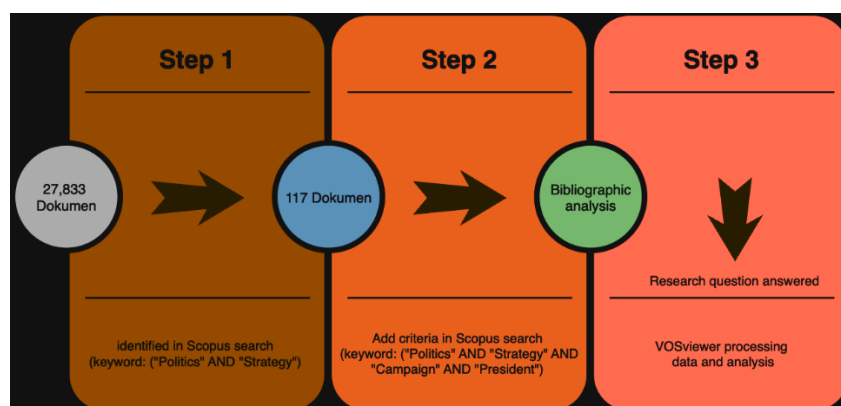 Step 1
Step 2
Step 3
27,833
Dokumen
117 Dokumen
Bibliographic
analysis
Research question answered
identified in Scopus search
(keyword: ("Politics" AND "Strategy")
Add criteria in Scopus search
(keyword: ("Politics" AND "Strategy" AND
"Campaign" AND "President")
VOSviewer processing
data and analysis